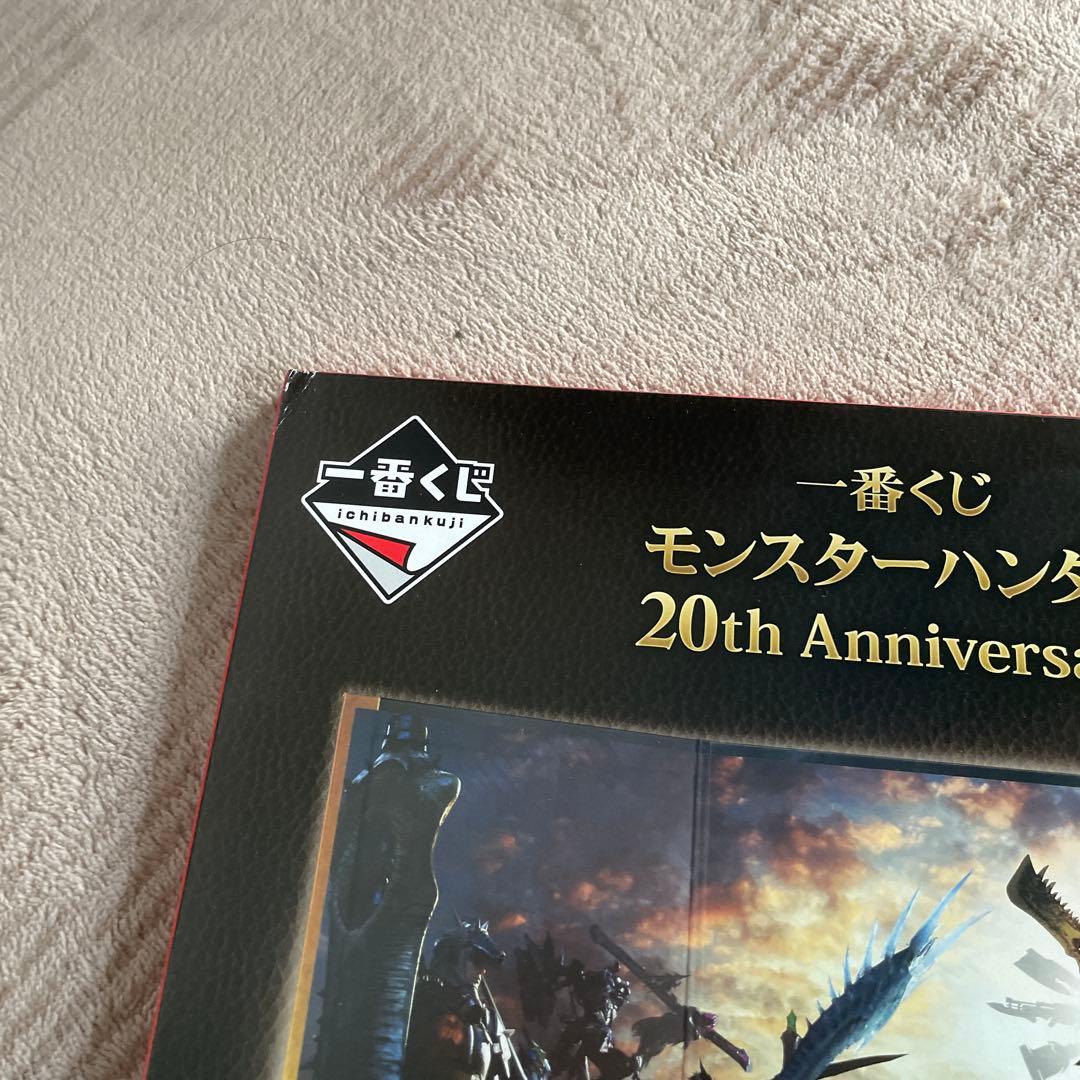 一番くじ
ichibankuji
一番くじ
モンスターハンタ
20th Anniversa